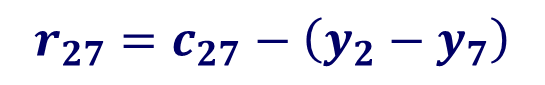 r₂₇ = c₂₇ − (y₂ − y₇)